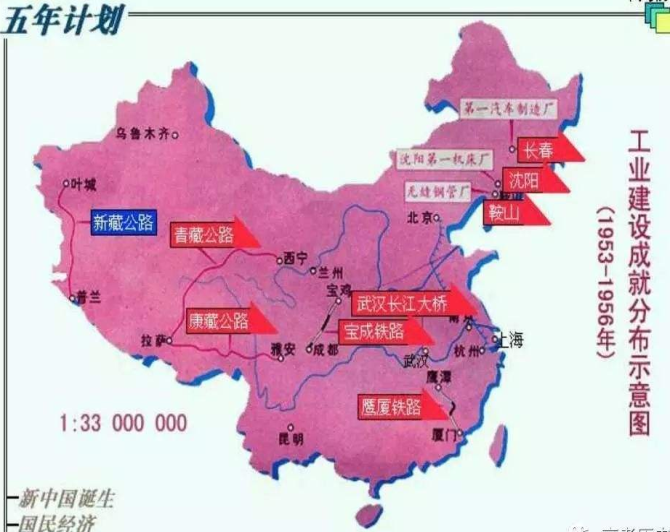 五年计划
第一汽车制造厂
乌鲁木齐
长春
沈阳第一机床厂
叶城
沈阳
无缝钢管厂
鞍山
新藏公路
北京
青藏公路
西宁
兰州
宝鸡
普兰
武汉长江大桥
康藏公路
南京
拉萨
宝成铁路
上海
雅安
成都
武汉
杭州
鹰潭
鹰厦铁路
1:33 000 000
昆明
厦门
工业建设成就分布示意图
(1953-1956年)
新中国诞生
国民经济